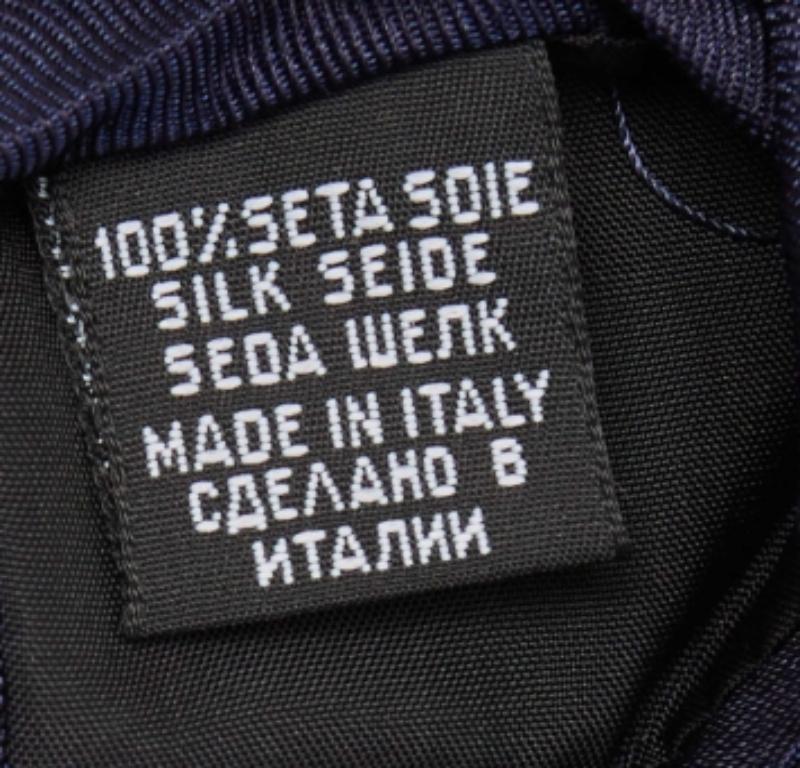 100%SETA SOIE
SILK SEIDE
SEDA ШЕЛК
MADE IN ITALY
СДЕЛАНО В
ИТАЛИИ